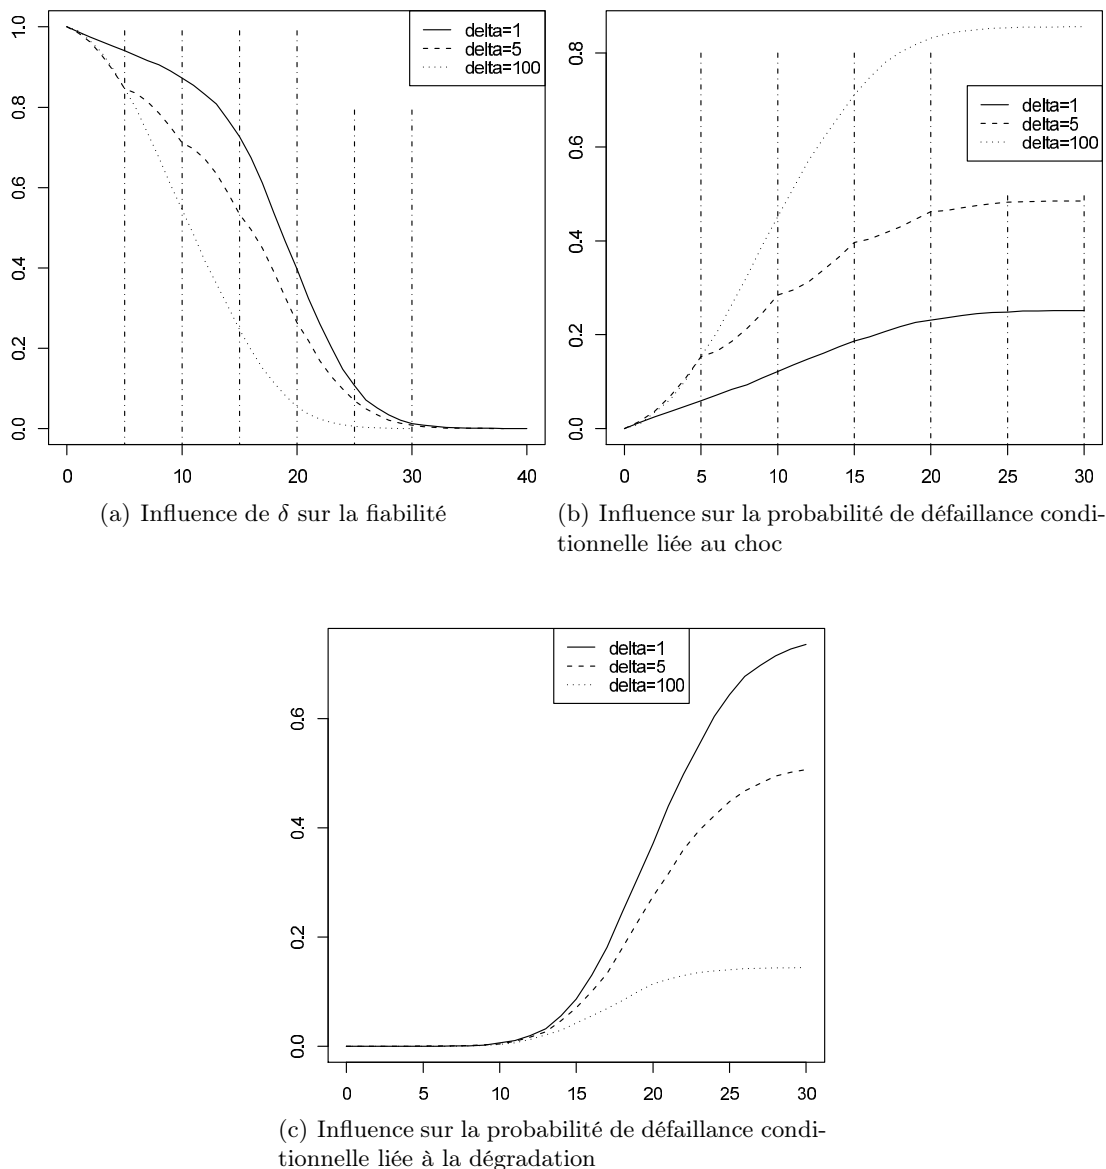 1.0
0.8
0.6
0.4
0.2
0.0
0 10 20 30 40
delta=1
delta=5
delta=100
(a) Influence de δ sur la fiabilité
0.8
0.6
0.4
0.2
0.0
0 5 10 15 20 25 30
delta=1
delta=5
delta=100
(b) Influence sur la probabilité de défaillance condi-
tionnelle liée au choc
0.6
0.4
0.2
0.0
0 5 10 15 20 25 30
delta=1
delta=5
delta=100
(c) Influence sur la probabilité de défaillance condi-
tionnelle liée à la dégradation